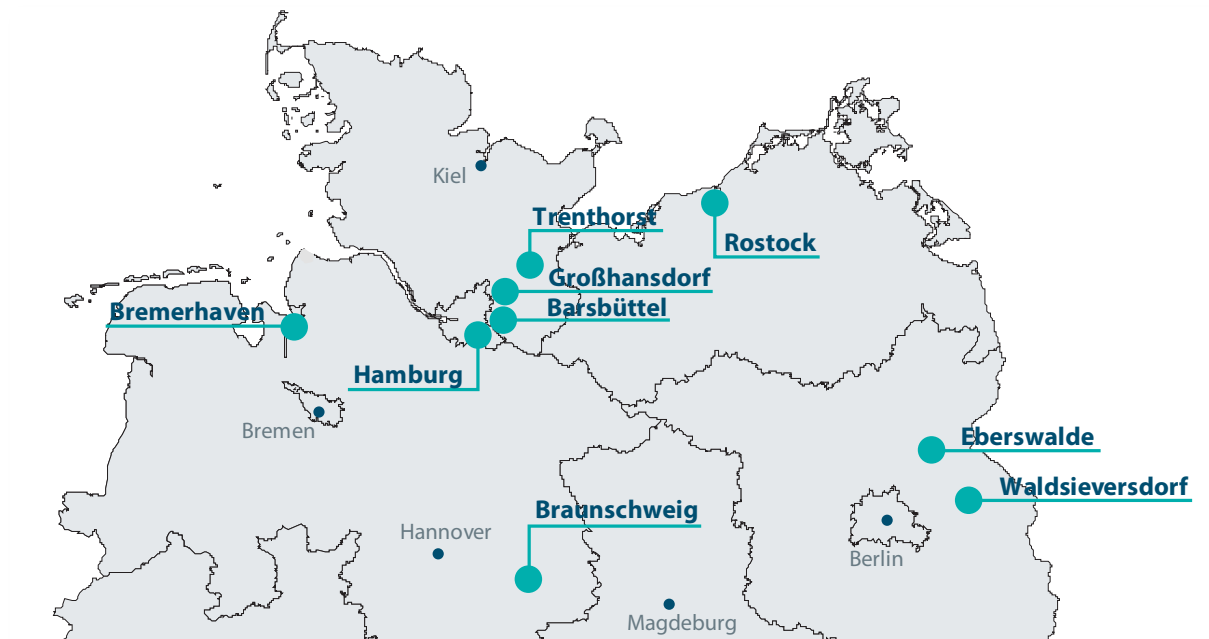 Kiel
Trenthorst
Rostock
Großhansdorf
Barsbüttel
Bremerhaven
Hamburg
Bremen
Eberswalde
Waldsieversdorf
Braunschweig
Hannover
Berlin
Magdeburg